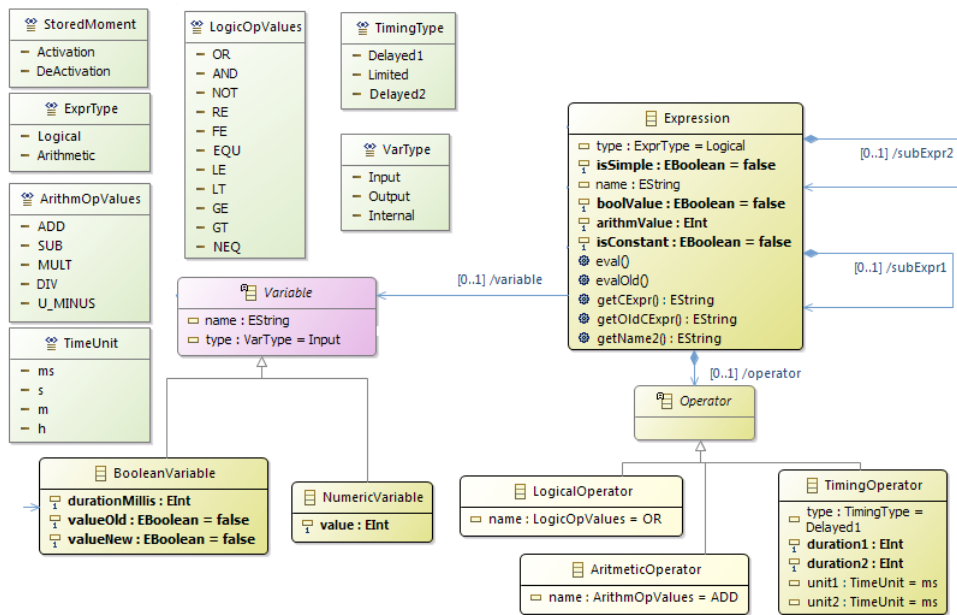 StoredMoment
Activation
DeActivation
ExprType
Logical
Arithmetic
ArithmOpValues
ADD
SUB
MULT
DIV
U_MINUS
TimeUnit
ms
s
m
h
LogicOpValues
OR
AND
NOT
RE
FE
EQU
LE
LT
GE
GT
NEQ
TimingType
Delayed1
Limited
Delayed2
VarType
Input
Output
Internal
Expression
type : ExprType = Logical
isSimple : EBoolean = false
name : EString
boolValue : EBoolean = false
arithmValue : EInt
isConstant : EBoolean = false
eval()
evalOld()
getCExpr() : EString
getOldCExpr() : EString
getName2() : EString
[0..1] /subExpr2
[0..1] /subExpr1
[0..1] /variable
[0..1] /operator
Variable
name : EString
type : VarType = Input
Operator
BooleanVariable
durationMillis : EInt
valueOld : EBoolean = false
valueNew : EBoolean = false
NumericVariable
value : EInt
LogicalOperator
name : LogicOpValues = OR
AritmeticOperator
name : ArithmOpValues = ADD
TimingOperator
type : TimingType =
Delayed1
duration1 : EInt
duration2 : EInt
unit1 : TimeUnit = ms
unit2 : TimeUnit = ms